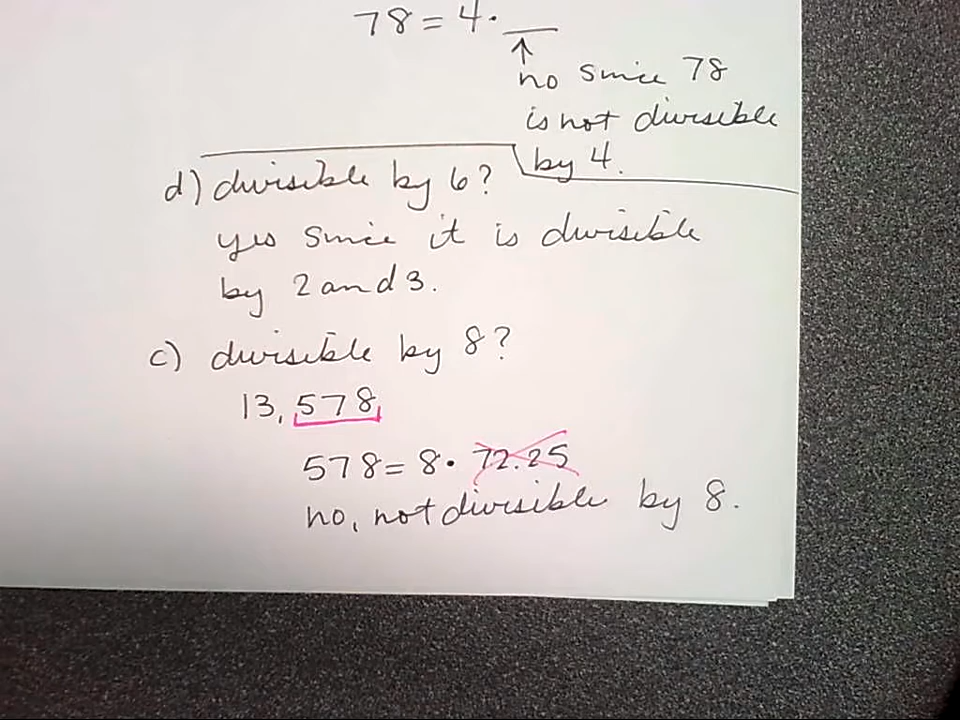 78 = 4 · __
↑
no since 78
is not divisible
by 4.
d) divisible by 6?
yes since it is divisible
by 2 and 3.
c) divisible by 8?
13,578
578 = 8 · 72.25
no, not divisible by 8.